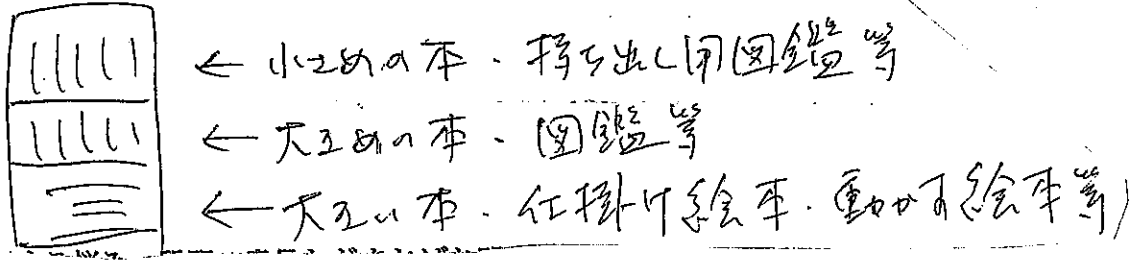 ← 小さめの本・持ち出し用図鑑等
← 大きめの本・図鑑等
← 大きい本・仕掛け絵本・動かす絵本等